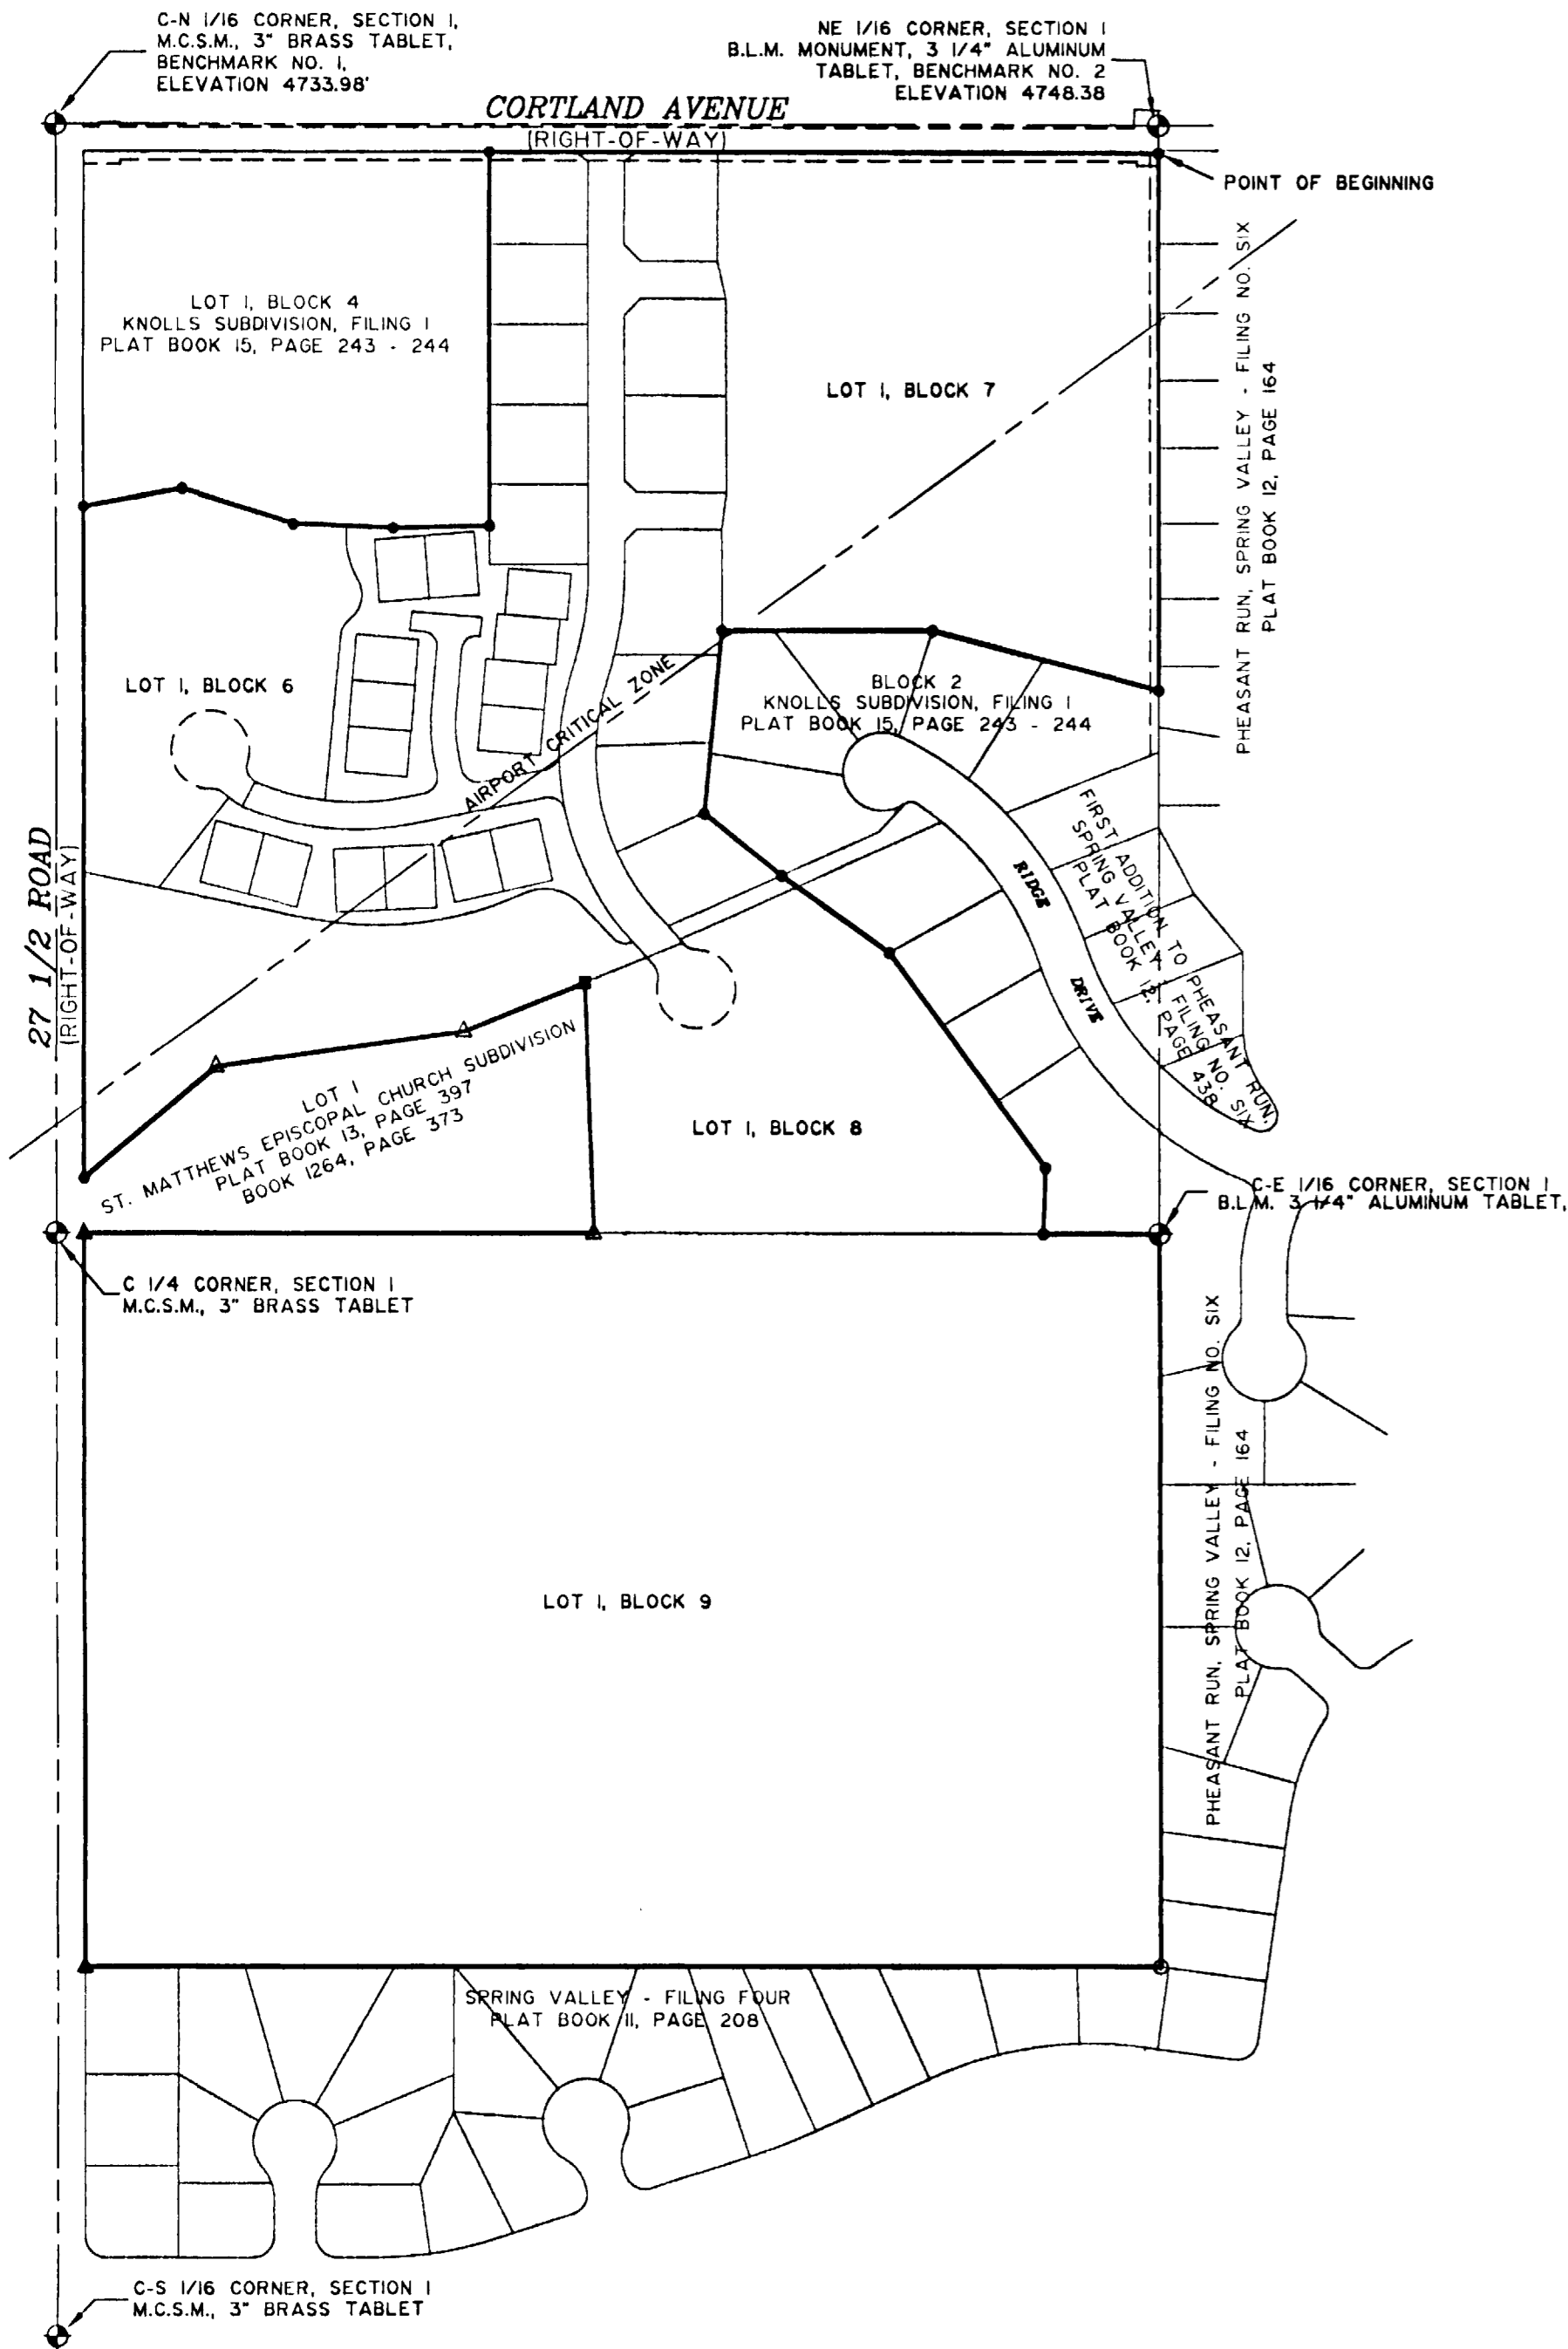 C-N 1/16 CORNER, SECTION 1,
M.C.S.M., 3" BRASS TABLET,
BENCHMARK NO. 1,
ELEVATION 4733.98'
NE 1/16 CORNER, SECTION 1
B.L.M. MONUMENT, 3 1/4" ALUMINUM
TABLET, BENCHMARK NO. 2
ELEVATION 4748.38
CORTLAND AVENUE
(RIGHT-OF-WAY)
POINT OF BEGINNING
LOT 1, BLOCK 4
KNOLLS SUBDIVISION, FILING 1
PLAT BOOK 15, PAGE 243 - 244
LOT 1, BLOCK 7
PHEASANT RUN, SPRING VALLEY - FILING NO. SIX
PLAT BOOK 12, PAGE 164
LOT 1, BLOCK 6
AIRPORT CRITICAL ZONE
BLOCK 2
KNOLLS SUBDIVISION, FILING 1
PLAT BOOK 15, PAGE 243 - 244
FIRST ADDITION TO PHEASANT RUN,
SPRING VALLEY - FILING NO. SIX
PLAT BOOK 12, PAGE 438
RIDGE
DRIVE
27 1/2 ROAD
(RIGHT-OF-WAY)
LOT 1
ST. MATTHEWS EPISCOPAL CHURCH SUBDIVISION
PLAT BOOK 13, PAGE 397
BOOK 1264, PAGE 373
LOT 1, BLOCK 8
C-E 1/16 CORNER, SECTION 1
B.L.M. 3 1/4" ALUMINUM TABLET,
C 1/4 CORNER, SECTION 1
M.C.S.M., 3" BRASS TABLET
PHEASANT RUN, SPRING VALLEY - FILING NO. SIX
PLAT BOOK 12, PAGE 164
LOT 1, BLOCK 9
SPRING VALLEY - FILING FOUR
PLAT BOOK 11, PAGE 208
C-S 1/16 CORNER, SECTION 1
M.C.S.M., 3" BRASS TABLET